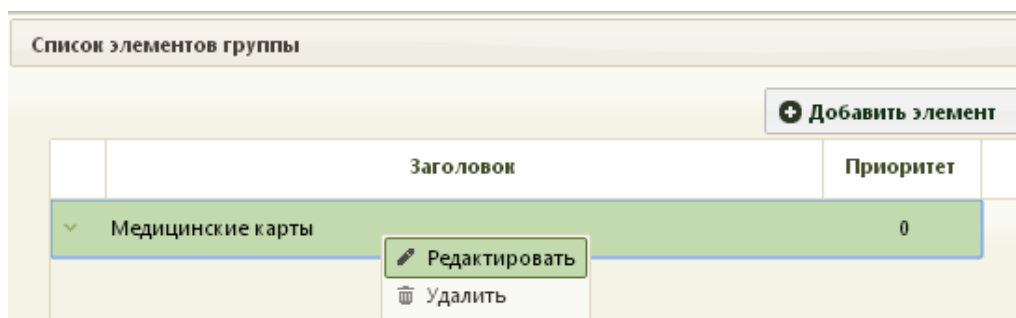 Список элементов группы
Добавить элемент
Заголовок Приоритет
Медицинские карты 0
Редактировать
Удалить